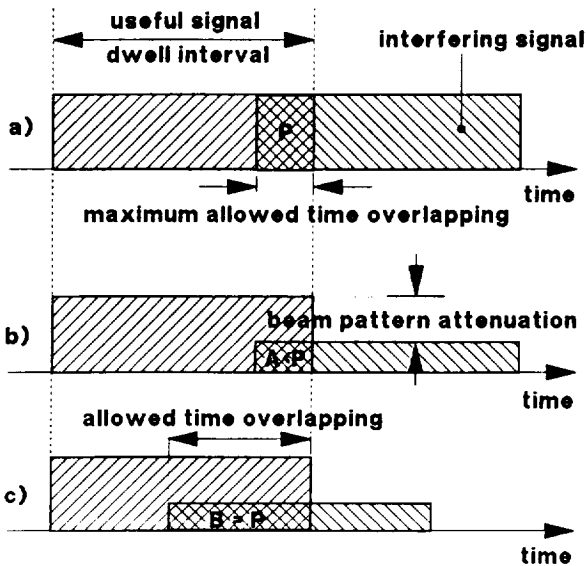 useful signal
dwell interval
interfering signal
a)
P
time
maximum allowed time overlapping
b)
beam pattern attenuation
A<P
time
allowed time overlapping
c)
B = P
time